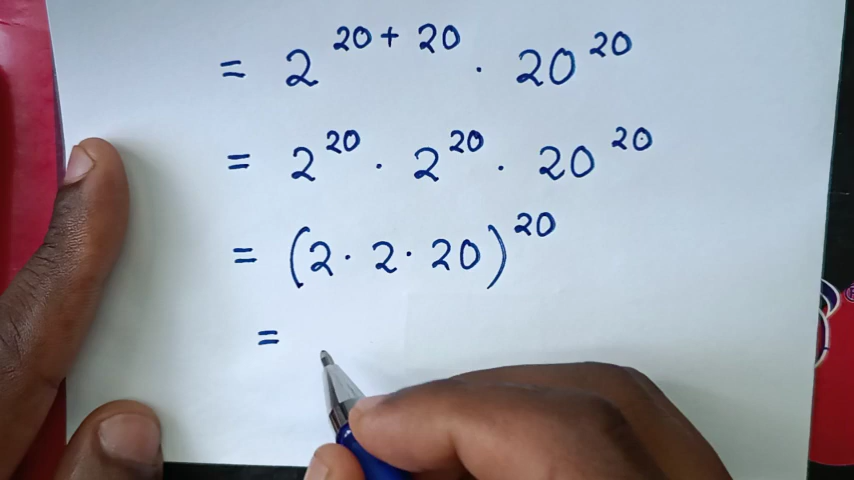 = 2^{20 + 20} · 20^{20}
= 2^{20} · 2^{20} · 20^{20}
= (2 · 2 · 20)^{20}
=